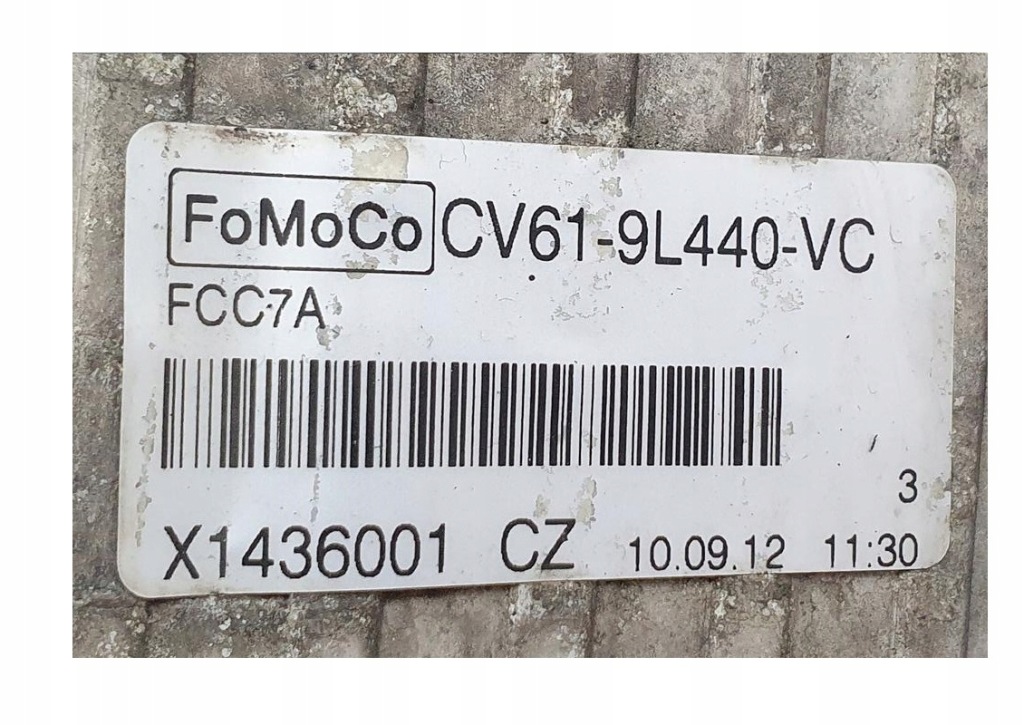 FoMoCo CV61-9L440-VC
FCC7A
3
X1436001 CZ 10.09.12 11:30